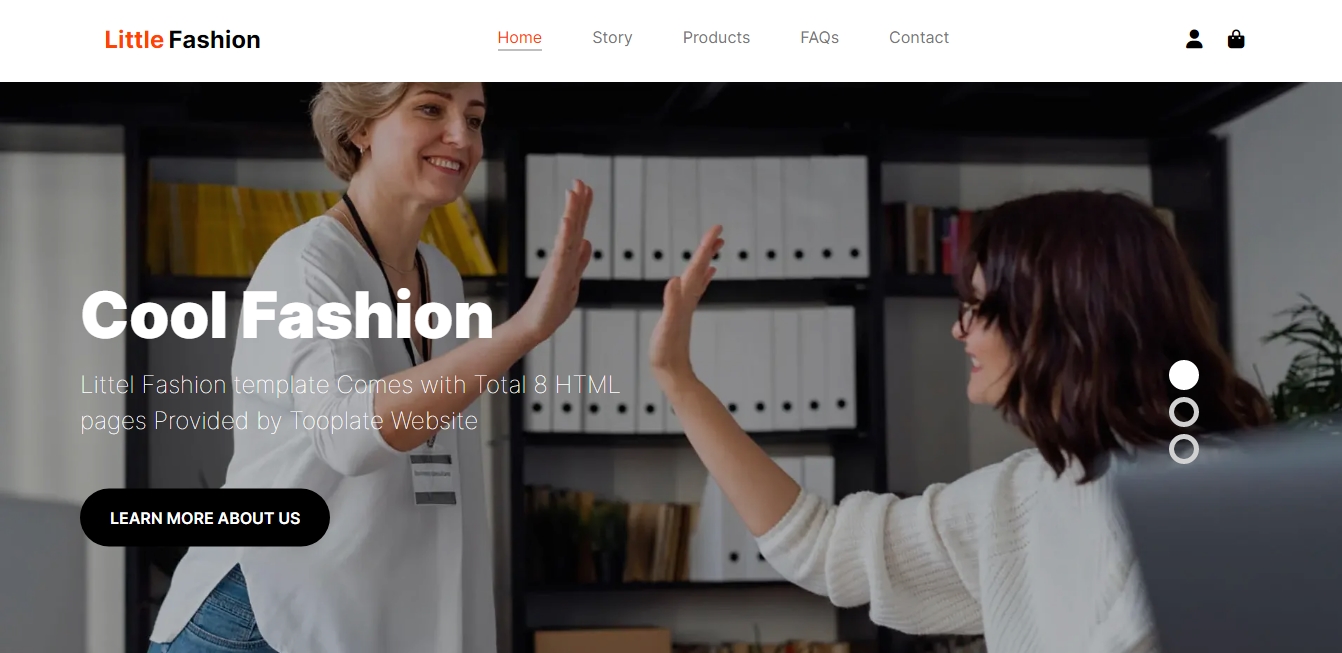 Little Fashion
Home Story Products FAQs Contact
Cool Fashion
Littel Fashion template Comes with Total 8 HTML
pages Provided by Tooplate Website
LEARN MORE ABOUT US